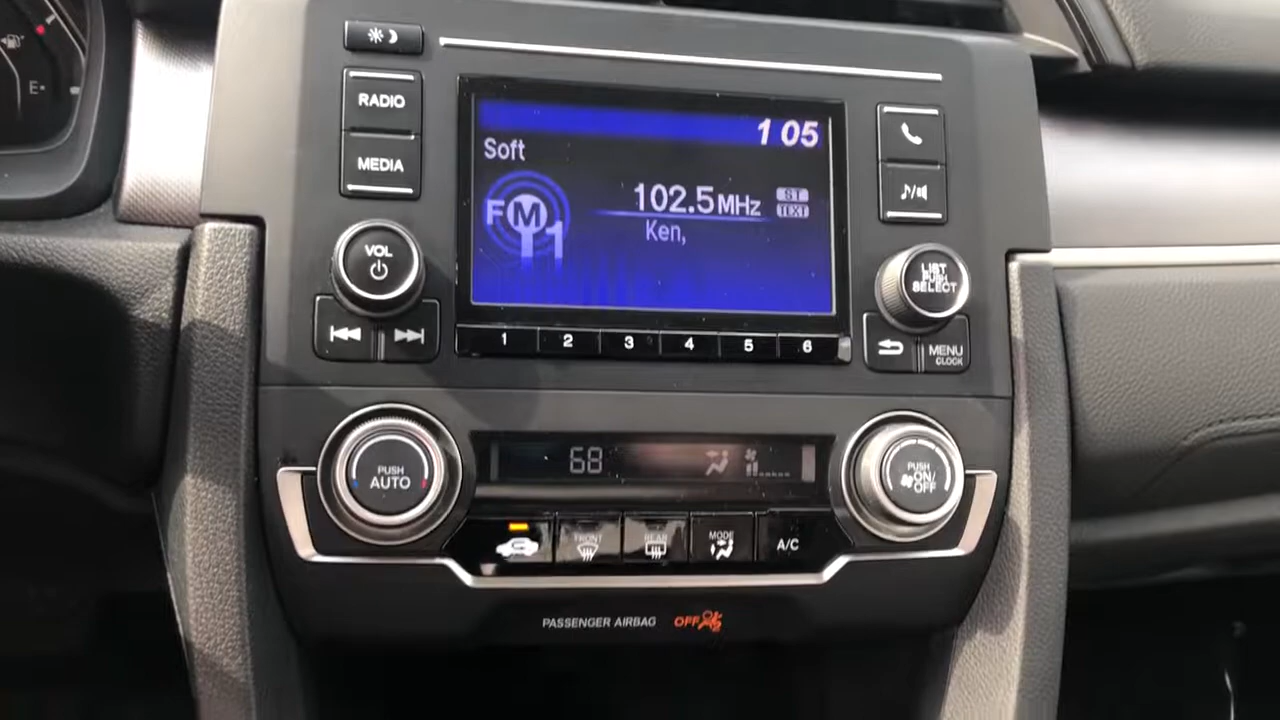 E
RADIO
MEDIA
VOL
1 05
Soft
FM1
102.5MHz
ST
TEXT
Ken,
1 2 3 4 5 6
LIST
PUSH
SELECT
MENU
CLOCK
PUSH
AUTO
68
PUSH
ON/
OFF
FRONT
REAR
MODE
A/C
PASSENGER AIRBAG OFF